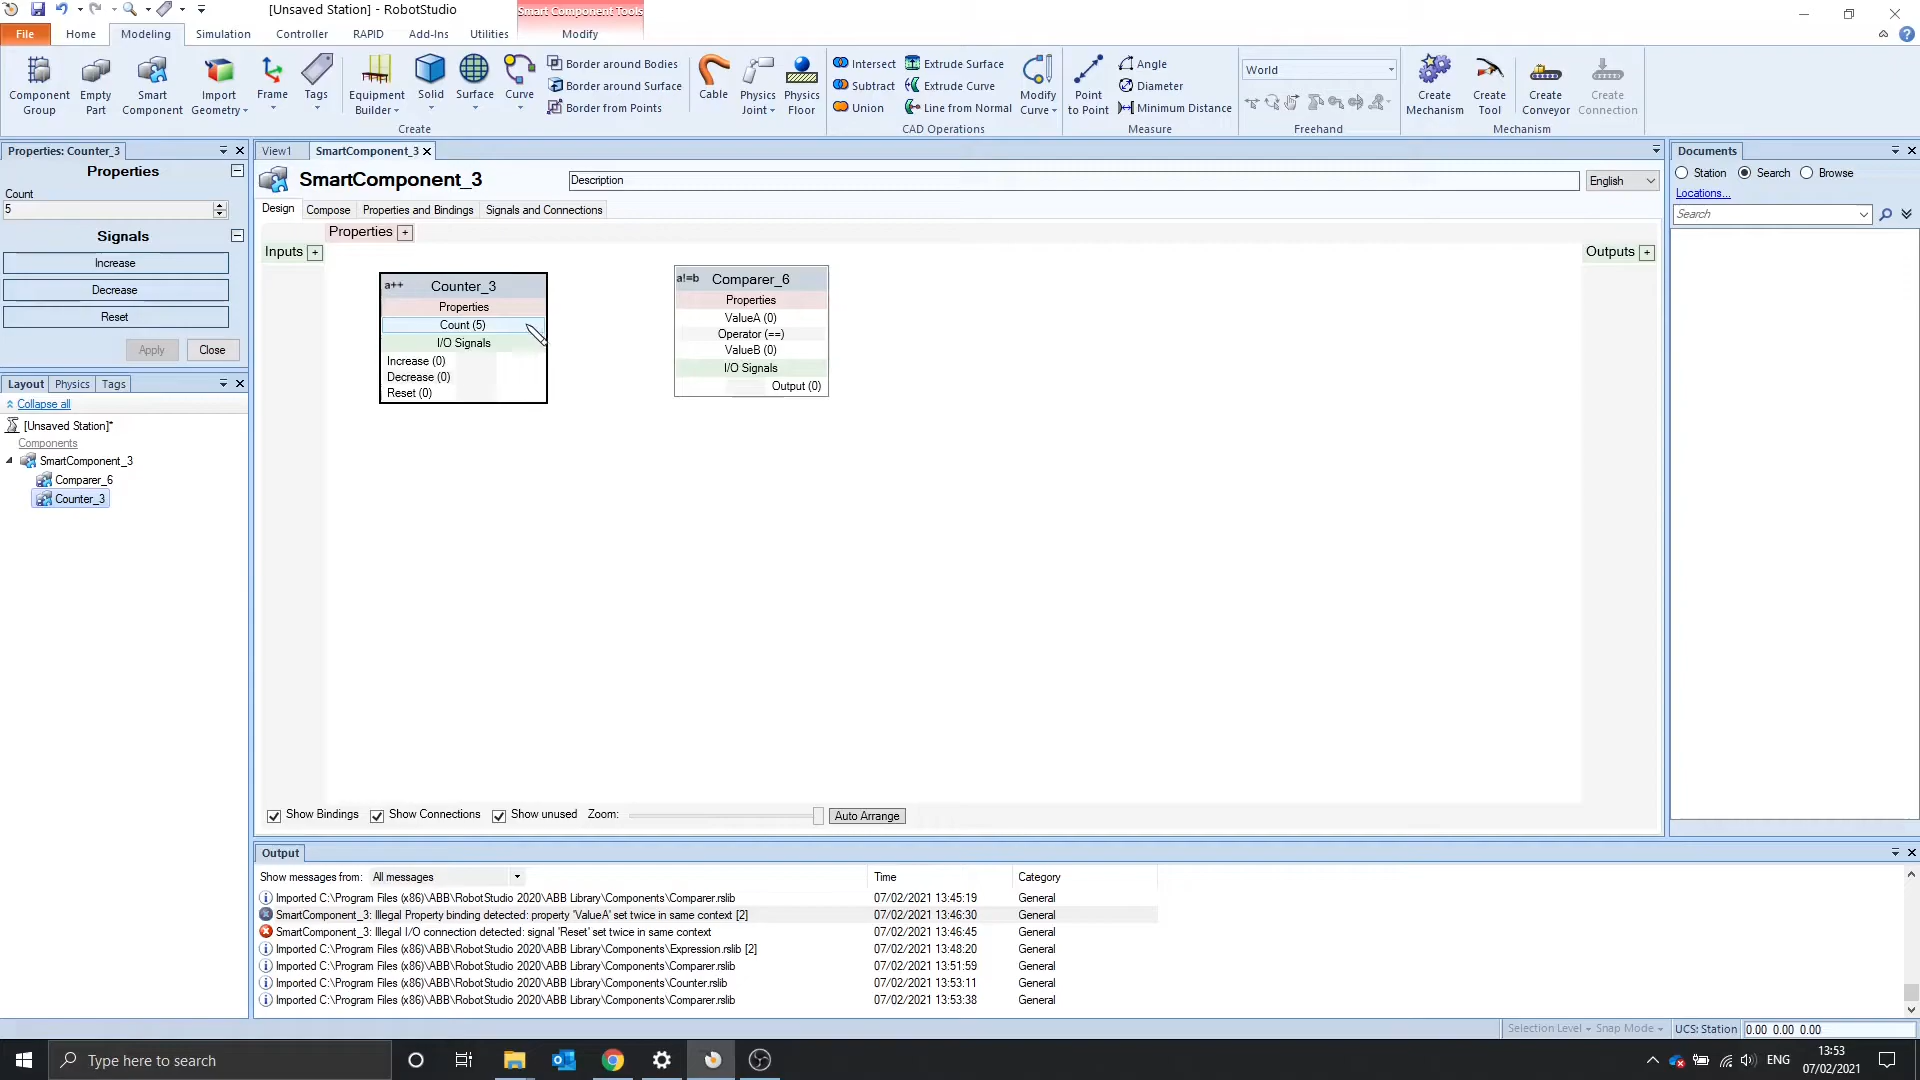 [Unsaved Station] - RobotStudio
Smart Component Tools
File
Home
Modeling
Simulation
Controller
RAPID
Add-Ins
Utilities
Modify
Component Group
Empty Part
Smart Component
Import Geometry
Frame
Tags
Equipment Builder
Solid
Surface
Curve
Border around Bodies
Border around Surface
Border from Points
Cable
Physics Joint
Physics Floor
Intersect
Subtract
Union
Extrude Surface
Extrude Curve
Line from Normal
Modify Curve
Point to Point
Angle
Diameter
Minimum Distance
World
Create Mechanism
Create Tool
Create Conveyor
Create Connection
Create
CAD Operations
Measure
Freehand
Mechanism
Properties: Counter_3
Properties
Count
5
Signals
Increase
Decrease
Reset
Apply
Close
Layout
Physics
Tags
Collapse all
[Unsaved Station]*
Components
SmartComponent_3
Comparer_6
Counter_3
View1
SmartComponent_3
SmartComponent_3
Description
English
Design
Compose
Properties and Bindings
Signals and Connections
Properties +
Inputs +
Outputs +
a++ Counter_3
Properties
Count (5)
I/O Signals
Increase (0)
Decrease (0)
Reset (0)
a!=b Comparer_6
Properties
ValueA (0)
Operator (==)
ValueB (0)
I/O Signals
Output (0)
Show Bindings
Show Connections
Show unused
Zoom:
Auto Arrange
Documents
Station
Search
Browse
Locations...
Search
Output
Show messages from: All messages
Time
Category
Imported C:\Program Files (x86)\ABB\RobotStudio 2020\ABB Library\Components\Comparer.rslib 07/02/2021 13:45:19 General
SmartComponent_3: Illegal Property binding detected: property 'ValueA' set twice in same context [2] 07/02/2021 13:46:30 General
SmartComponent_3: Illegal I/O connection detected: signal 'Reset' set twice in same context 07/02/2021 13:46:45 General
Imported C:\Program Files (x86)\ABB\RobotStudio 2020\ABB Library\Components\Expression.rslib [2] 07/02/2021 13:48:20 General
Imported C:\Program Files (x86)\ABB\RobotStudio 2020\ABB Library\Components\Comparer.rslib 07/02/2021 13:51:59 General
Imported C:\Program Files (x86)\ABB\RobotStudio 2020\ABB Library\Components\Counter.rslib 07/02/2021 13:53:11 General
Imported C:\Program Files (x86)\ABB\RobotStudio 2020\ABB Library\Components\Comparer.rslib 07/02/2021 13:53:38 General
Selection Level
Snap Mode
UCS: Station
0.00 0.00 0.00
Type here to search
ENG
13:53
07/02/2021